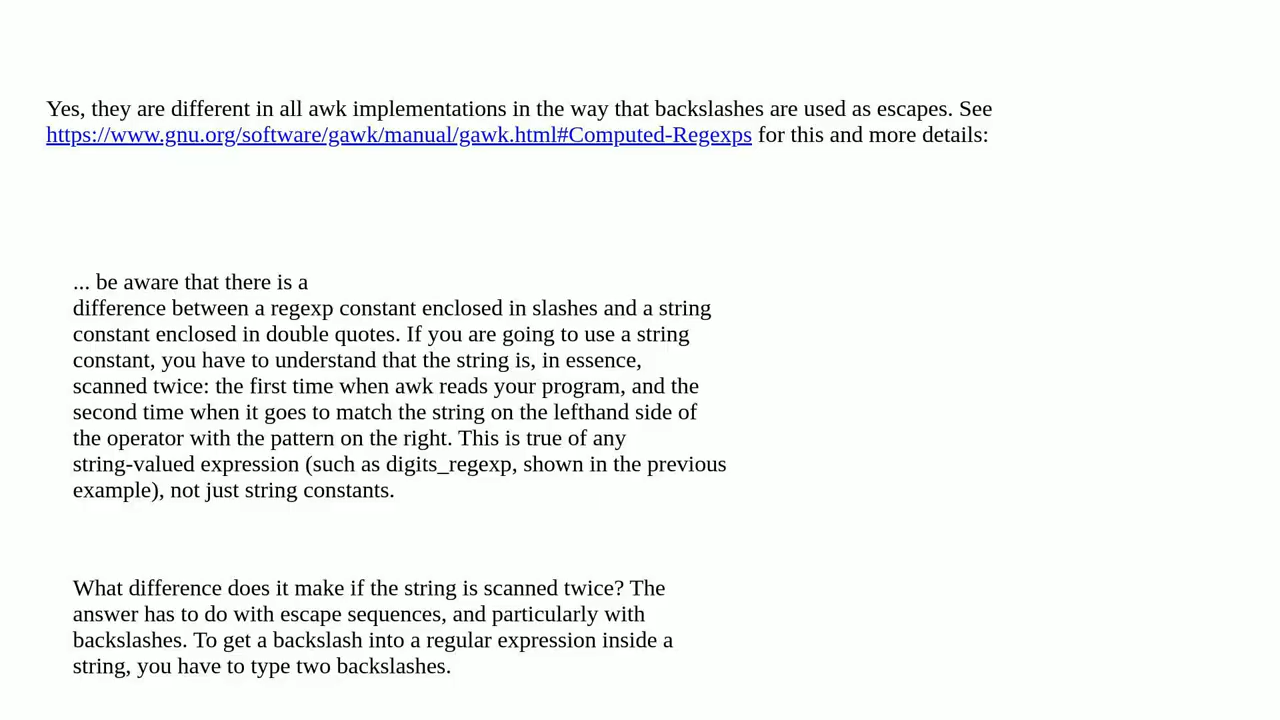 Yes, they are different in all awk implementations in the way that backslashes are used as escapes. See
https://www.gnu.org/software/gawk/manual/gawk.html#Computed-Regexps for this and more details:
... be aware that there is a
difference between a regexp constant enclosed in slashes and a string
constant enclosed in double quotes. If you are going to use a string
constant, you have to understand that the string is, in essence,
scanned twice: the first time when awk reads your program, and the
second time when it goes to match the string on the lefthand side of
the operator with the pattern on the right. This is true of any
string-valued expression (such as digits_regexp, shown in the previous
example), not just string constants.
What difference does it make if the string is scanned twice? The
answer has to do with escape sequences, and particularly with
backslashes. To get a backslash into a regular expression inside a
string, you have to type two backslashes.